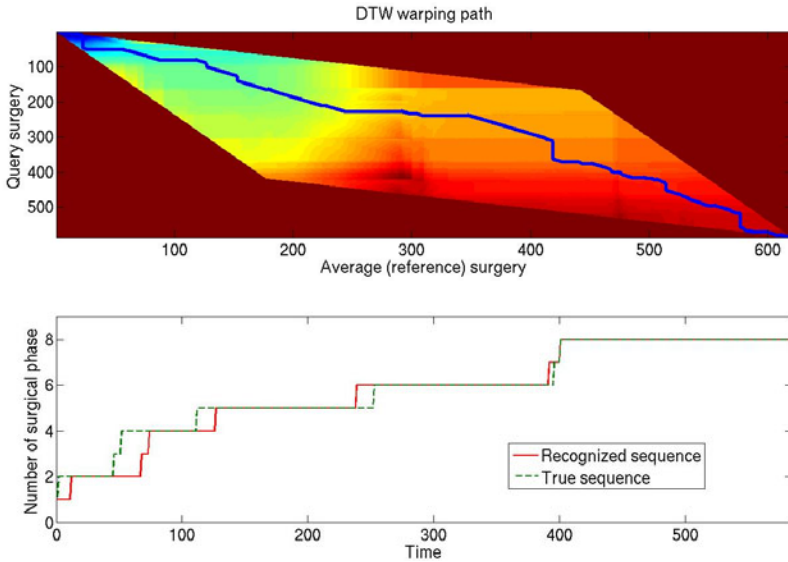 DTW warping path
Query surgery
100
200
300
400
500
100 200 300 400 500 600
Average (reference) surgery
Number of surgical phase
8
6
4
2
0
Recognized sequence
True sequence
0 100 200 300 400 500
Time